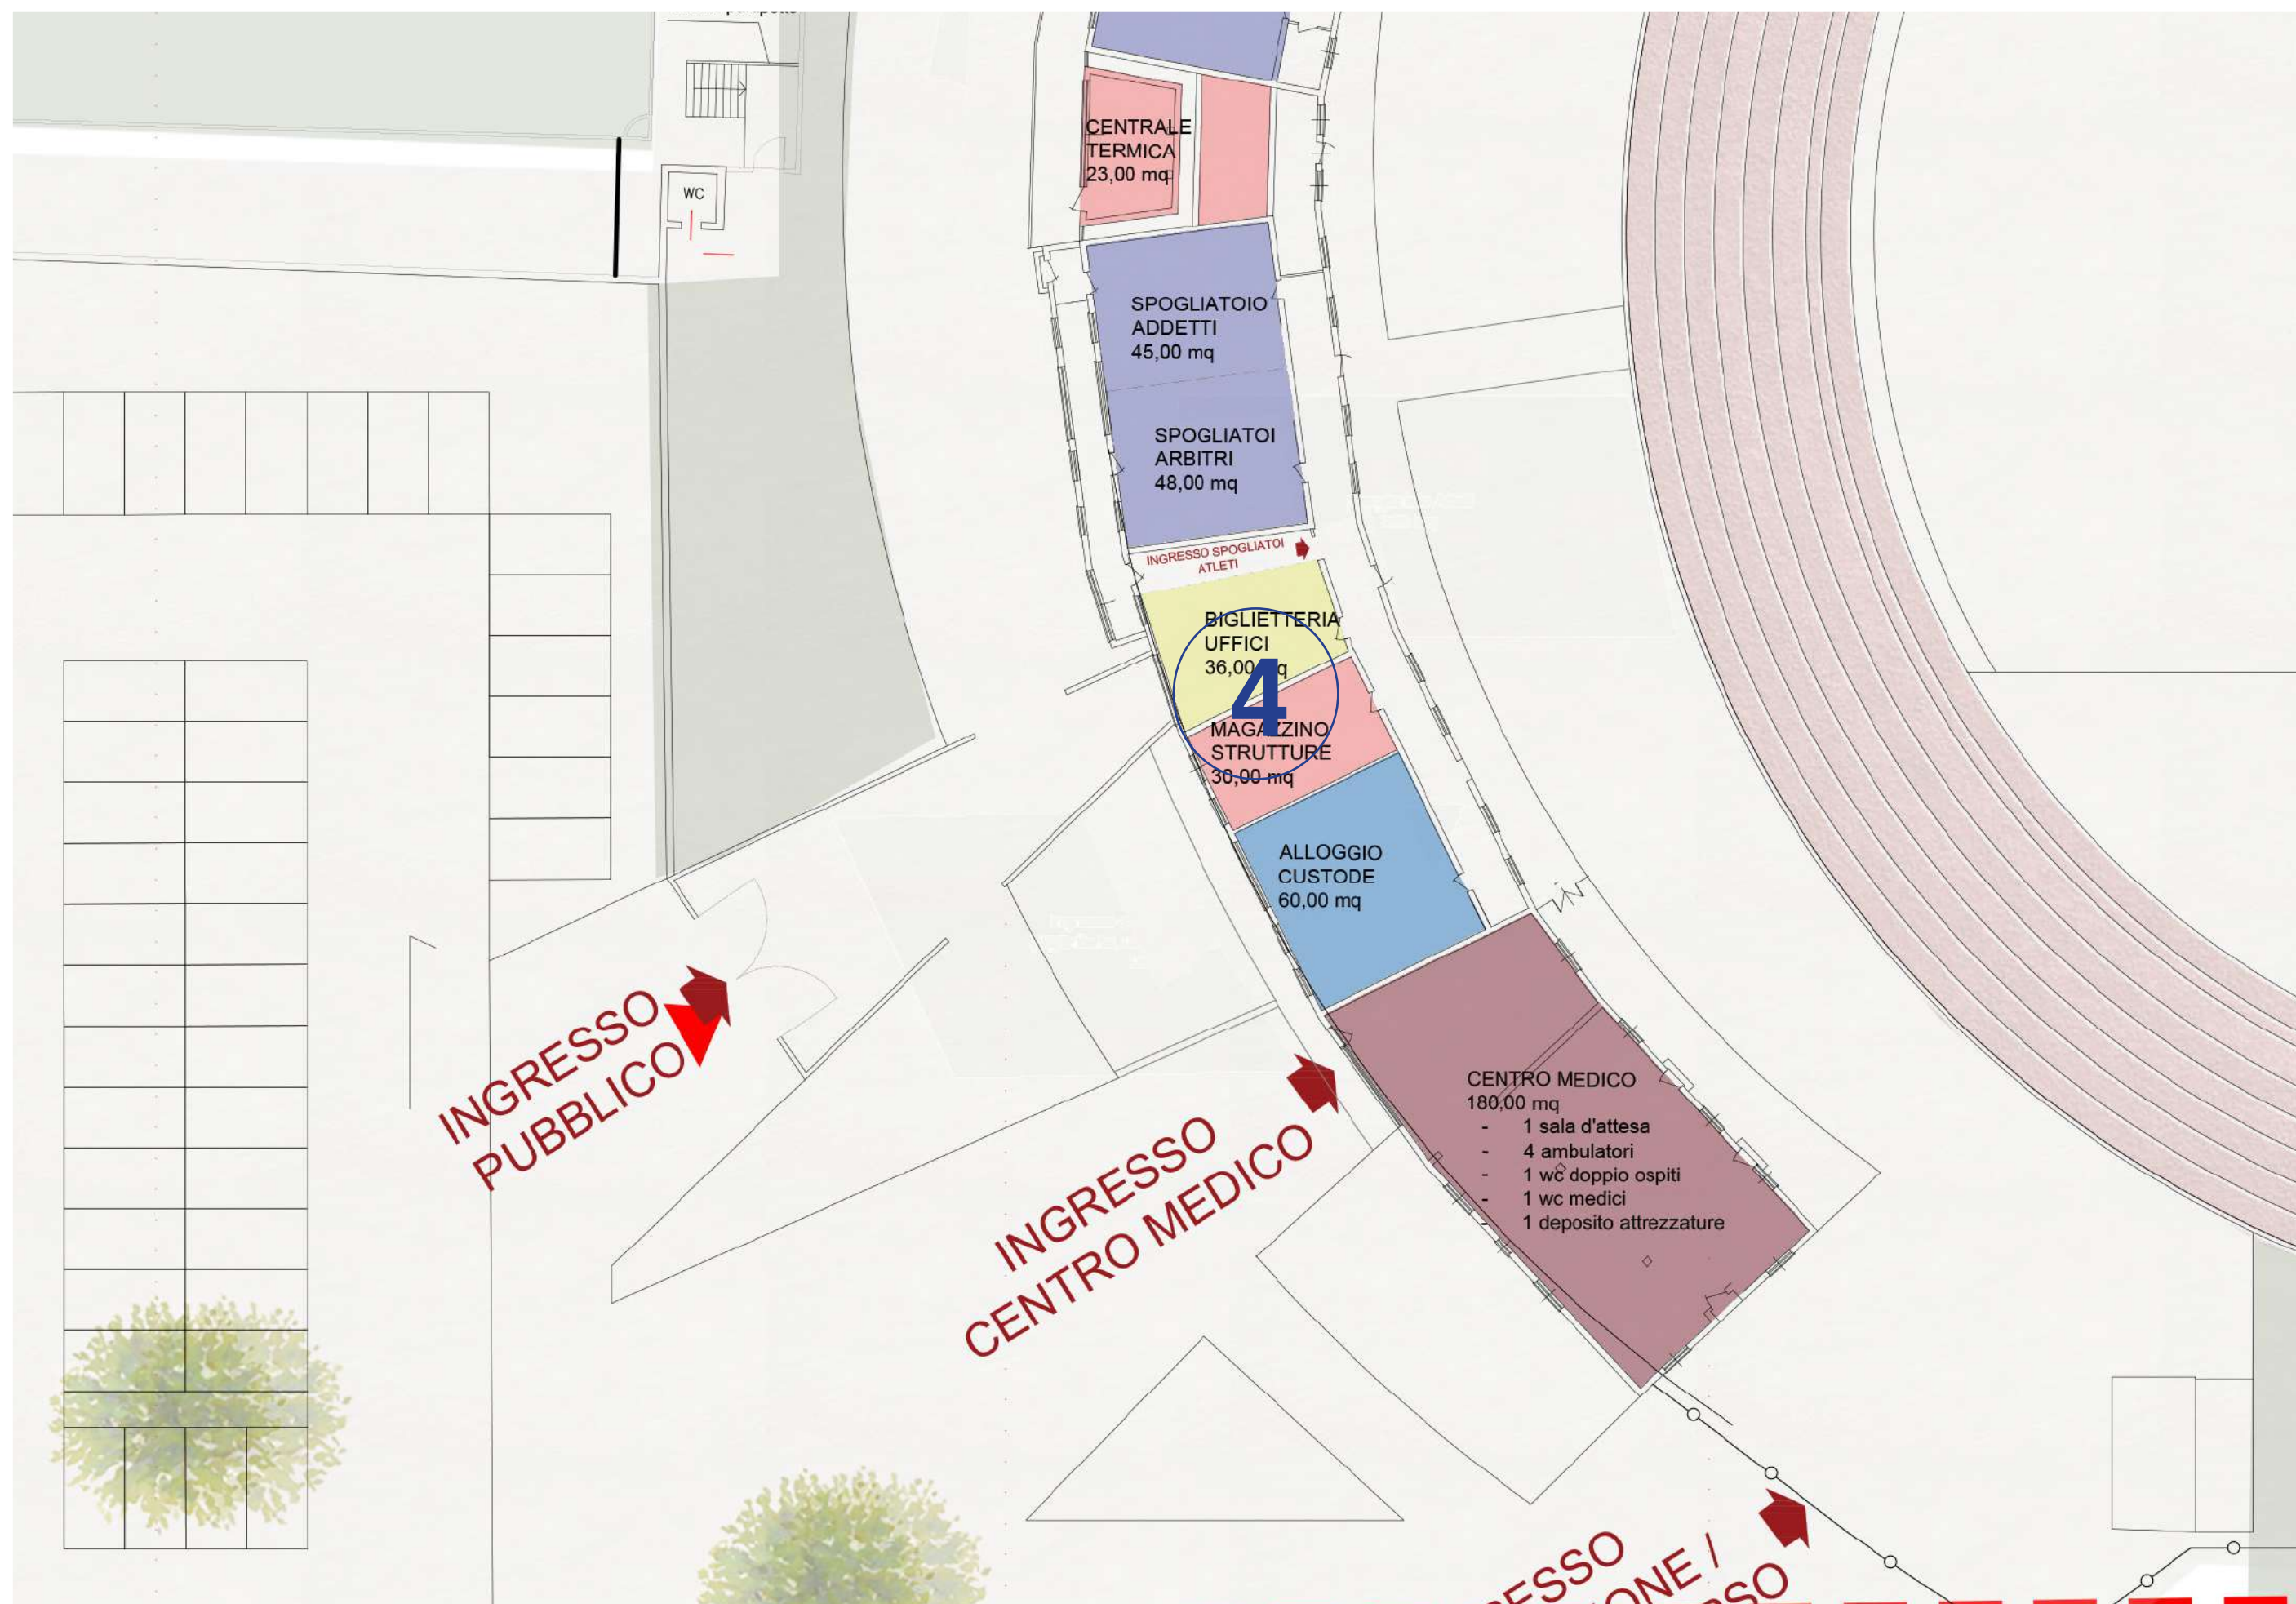 CENTRALE
TERMICA
23,00 mq
WC
SPOGLIATOIO
ADDETTI
45,00 mq
SPOGLIATOI
ARBITRI
48,00 mq
INGRESSO SPOGLIATOI
ATLETI
BIGLIETTERIA
UFFICI
36,00 mq
4
MAGAZZINO
STRUTTURE
30,00 mq
ALLOGGIO
CUSTODE
60,00 mq
INGRESSO
PUBBLICO
INGRESSO
CENTRO MEDICO
CENTRO MEDICO
180,00 mq
- 1 sala d'attesa
- 4 ambulatori
- 1 wc doppio ospiti
- 1 wc medici
- 1 deposito attrezzature